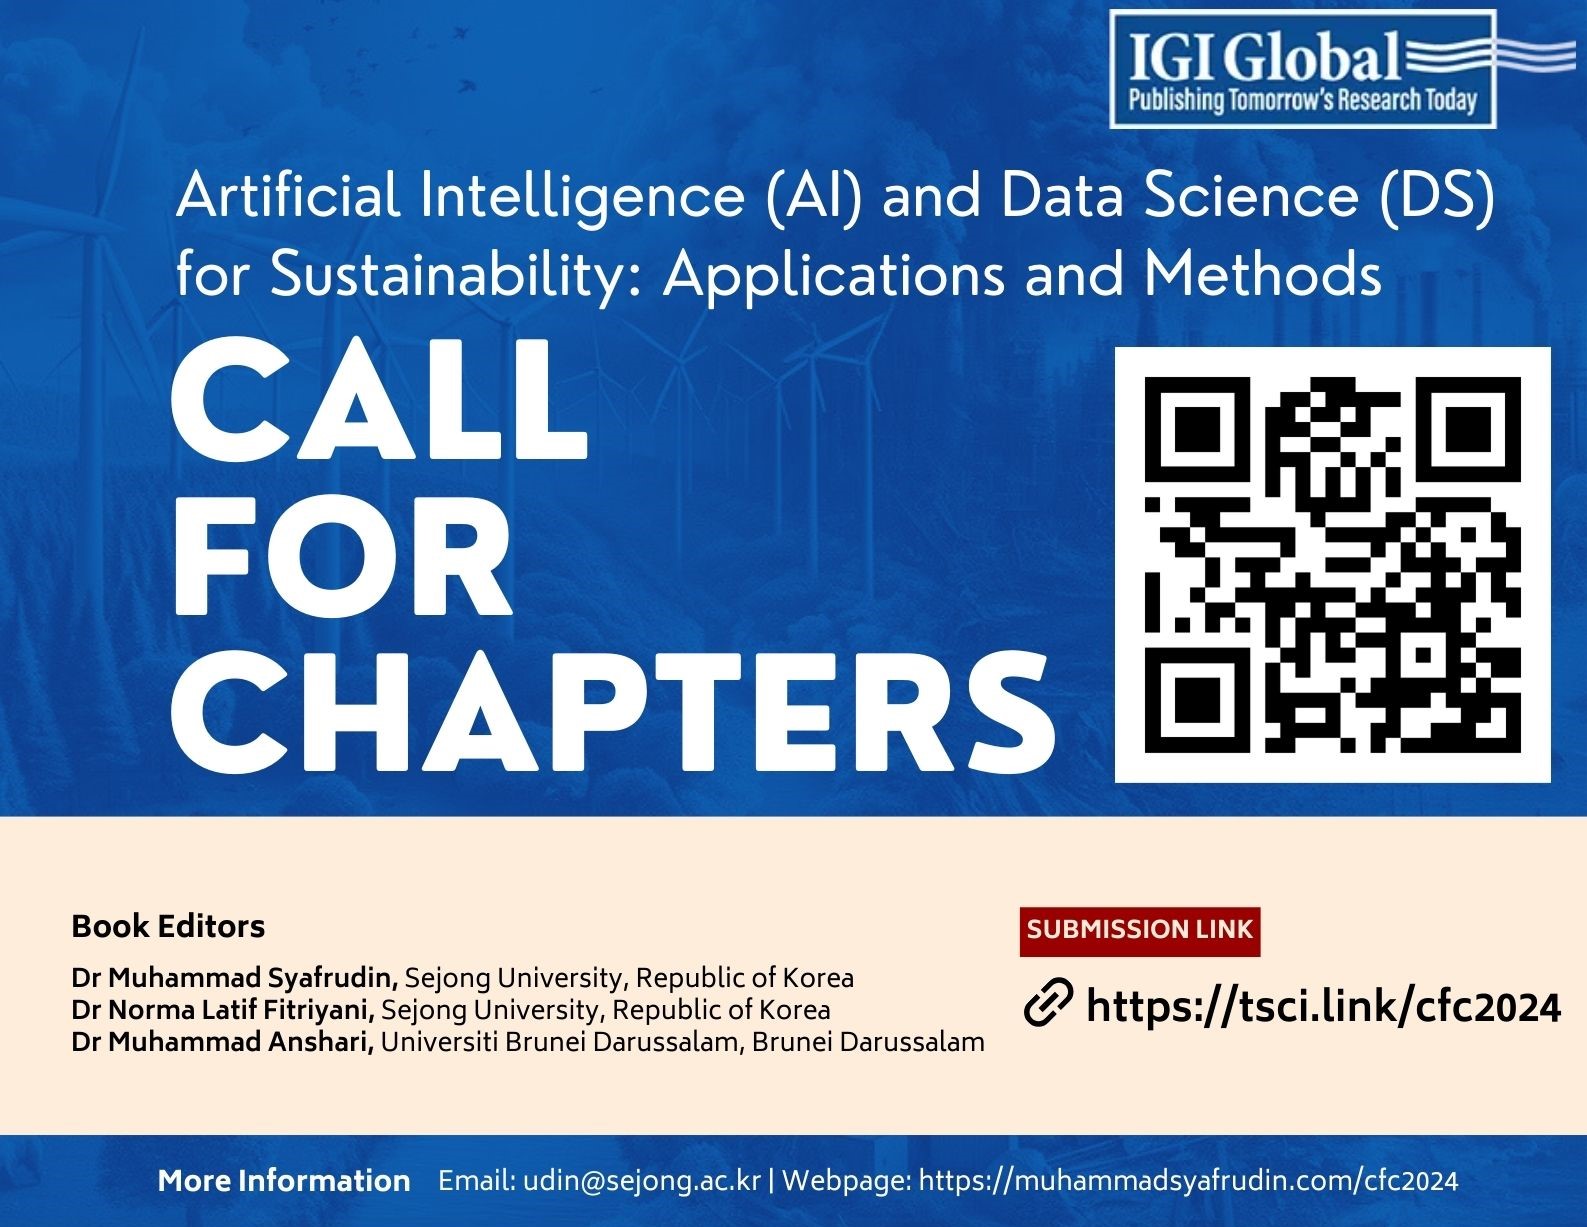 IGI Global
Publishing Tomorrow's Research Today
Artificial Intelligence (AI) and Data Science (DS)
for Sustainability: Applications and Methods
CALL
FOR
CHAPTERS
Book Editors
Dr Muhammad Syafrudin, Sejong University, Republic of Korea
Dr Norma Latif Fitriyani, Sejong University, Republic of Korea
Dr Muhammad Anshari, Universiti Brunei Darussalam, Brunei Darussalam
SUBMISSION LINK
https://tsci.link/cfc2024
More Information Email: udin@sejong.ac.kr | Webpage: https://muhammadsyafrudin.com/cfc2024